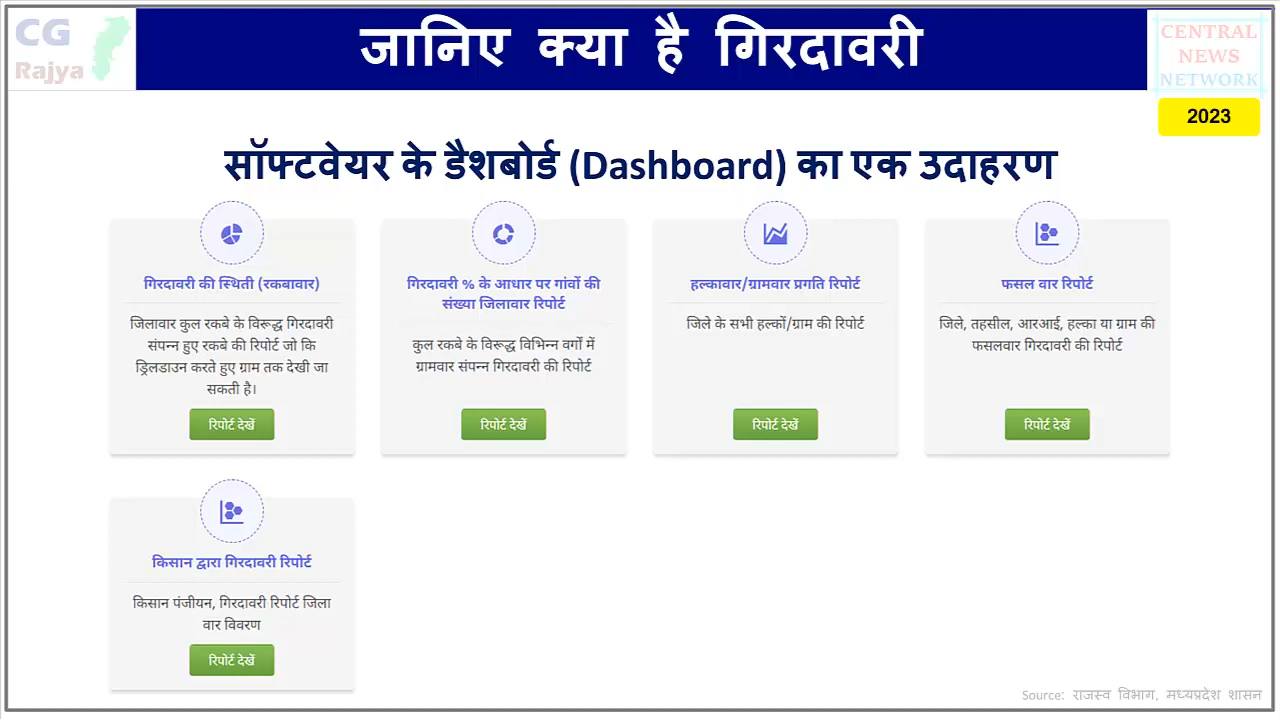 CG
Rajya
जानिए क्या है गिरदावरी
CENTRAL
NEWS
NETWORK
2023
सॉफ्टवेयर के डैशबोर्ड (Dashboard) का एक उदाहरण
गिरदावरी की स्थिती (रकबावार)
जिलावार कुल रकबे के विरूद्ध गिरदावरी
संपन्न हुए रकबे की रिपोर्ट जो कि
ड्रिलडाउन करते हुए ग्राम तक देखी जा
सकती है।
रिपोर्ट देखें
गिरदावरी % के आधार पर गांवों की
संख्या जिलावार रिपोर्ट
कुल रकबे के विरूद्ध विभिन्न वर्गो में
ग्रामवार संपन्न गिरदावरी की रिपोर्ट
रिपोर्ट देखें
हल्कावार/ग्रामवार प्रगति रिपोर्ट
जिले के सभी हल्कों/ग्राम की रिपोर्ट
रिपोर्ट देखें
फसल वार रिपोर्ट
जिले, तहसील, आरआई, हल्का या ग्राम की
फसलवार गिरदावरी की रिपोर्ट
रिपोर्ट देखें
किसान द्वारा गिरदावरी रिपोर्ट
किसान पंजीयन, गिरदावरी रिपोर्ट जिला
वार विवरण
रिपोर्ट देखें
Source: राजस्व विभाग, मध्यप्रदेश शासन